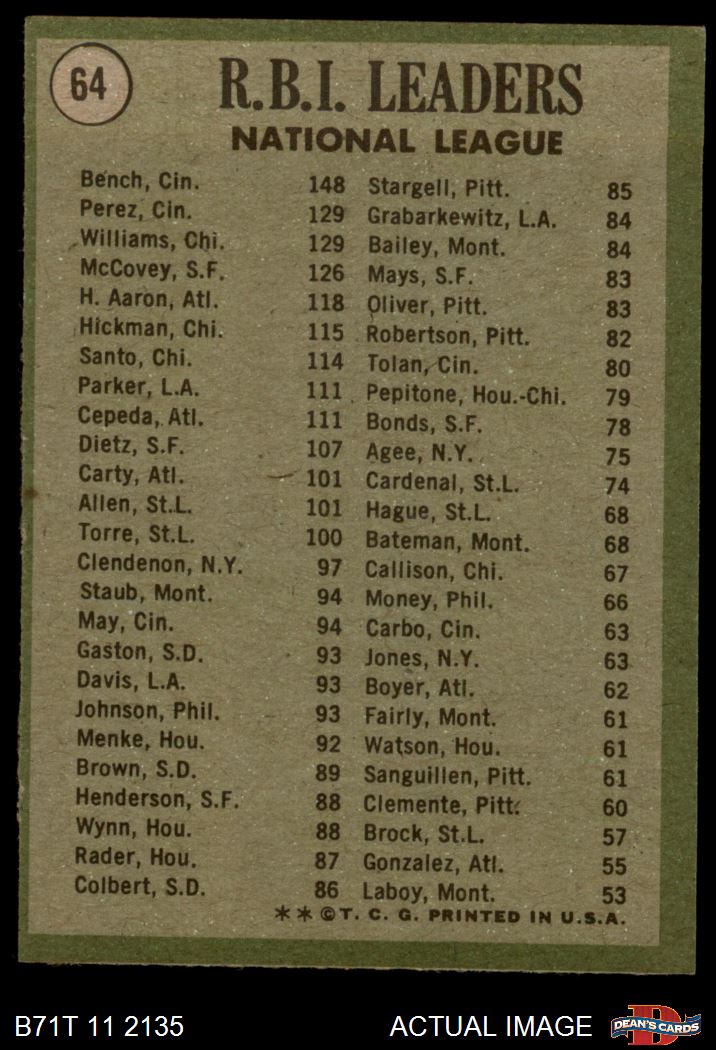 64
R.B.I. LEADERS
NATIONAL LEAGUE
Bench, Cin. 148
Perez, Cin. 129
Williams, Chi. 129
McCovey, S.F. 126
H. Aaron, Atl. 118
Hickman, Chi. 115
Santo, Chi. 114
Parker, L.A. 111
Cepeda, Atl. 111
Dietz, S.F. 107
Carty, Atl. 101
Allen, St.L. 101
Torre, St.L. 100
Clendenon, N.Y. 97
Staub, Mont. 94
May, Cin. 94
Gaston, S.D. 93
Davis, L.A. 93
Johnson, Phil. 93
Menke, Hou. 92
Brown, S.D. 89
Henderson, S.F. 88
Wynn, Hou. 88
Rader, Hou. 87
Colbert, S.D. 86
Stargell, Pitt. 85
Grabarkewitz, L.A. 84
Bailey, Mont. 84
Mays, S.F. 83
Oliver, Pitt. 83
Robertson, Pitt. 82
Tolan, Cin. 80
Pepitone, Hou.-Chi. 79
Bonds, S.F. 78
Agee, N.Y. 75
Cardenal, St.L. 74
Hague, St.L. 68
Bateman, Mont. 68
Callison, Chi. 67
Money, Phil. 66
Carbo, Cin. 63
Jones, N.Y. 63
Boyer, Atl. 62
Fairly, Mont. 61
Watson, Hou. 61
Sanguillen, Pitt. 61
Clemente, Pitt. 60
Brock, St.L. 57
Gonzalez, Atl. 55
Laboy, Mont. 53
**©T. C. G. PRINTED IN U.S.A.
B71T 11 2135 ACTUAL IMAGE
D
DEAN'S CARDS